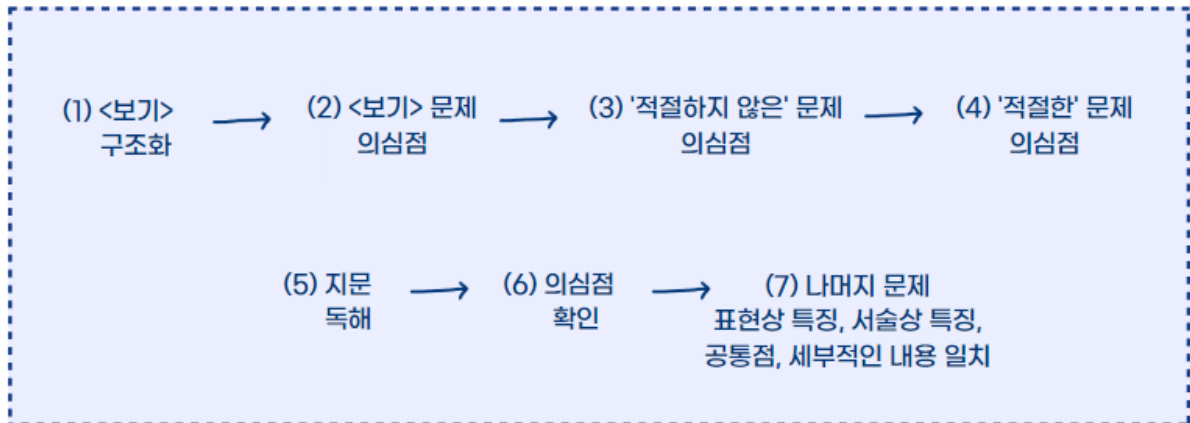 (1) <보기> → (2) <보기> 문제 → (3) '적절하지 않은' 문제 → (4) '적절한' 문제
구조화 의심점 의심점 의심점
(5) 지문 → (6) 의심점 → (7) 나머지 문제
독해 확인 표현상 특징, 서술상 특징,
공통점, 세부적인 내용 일치